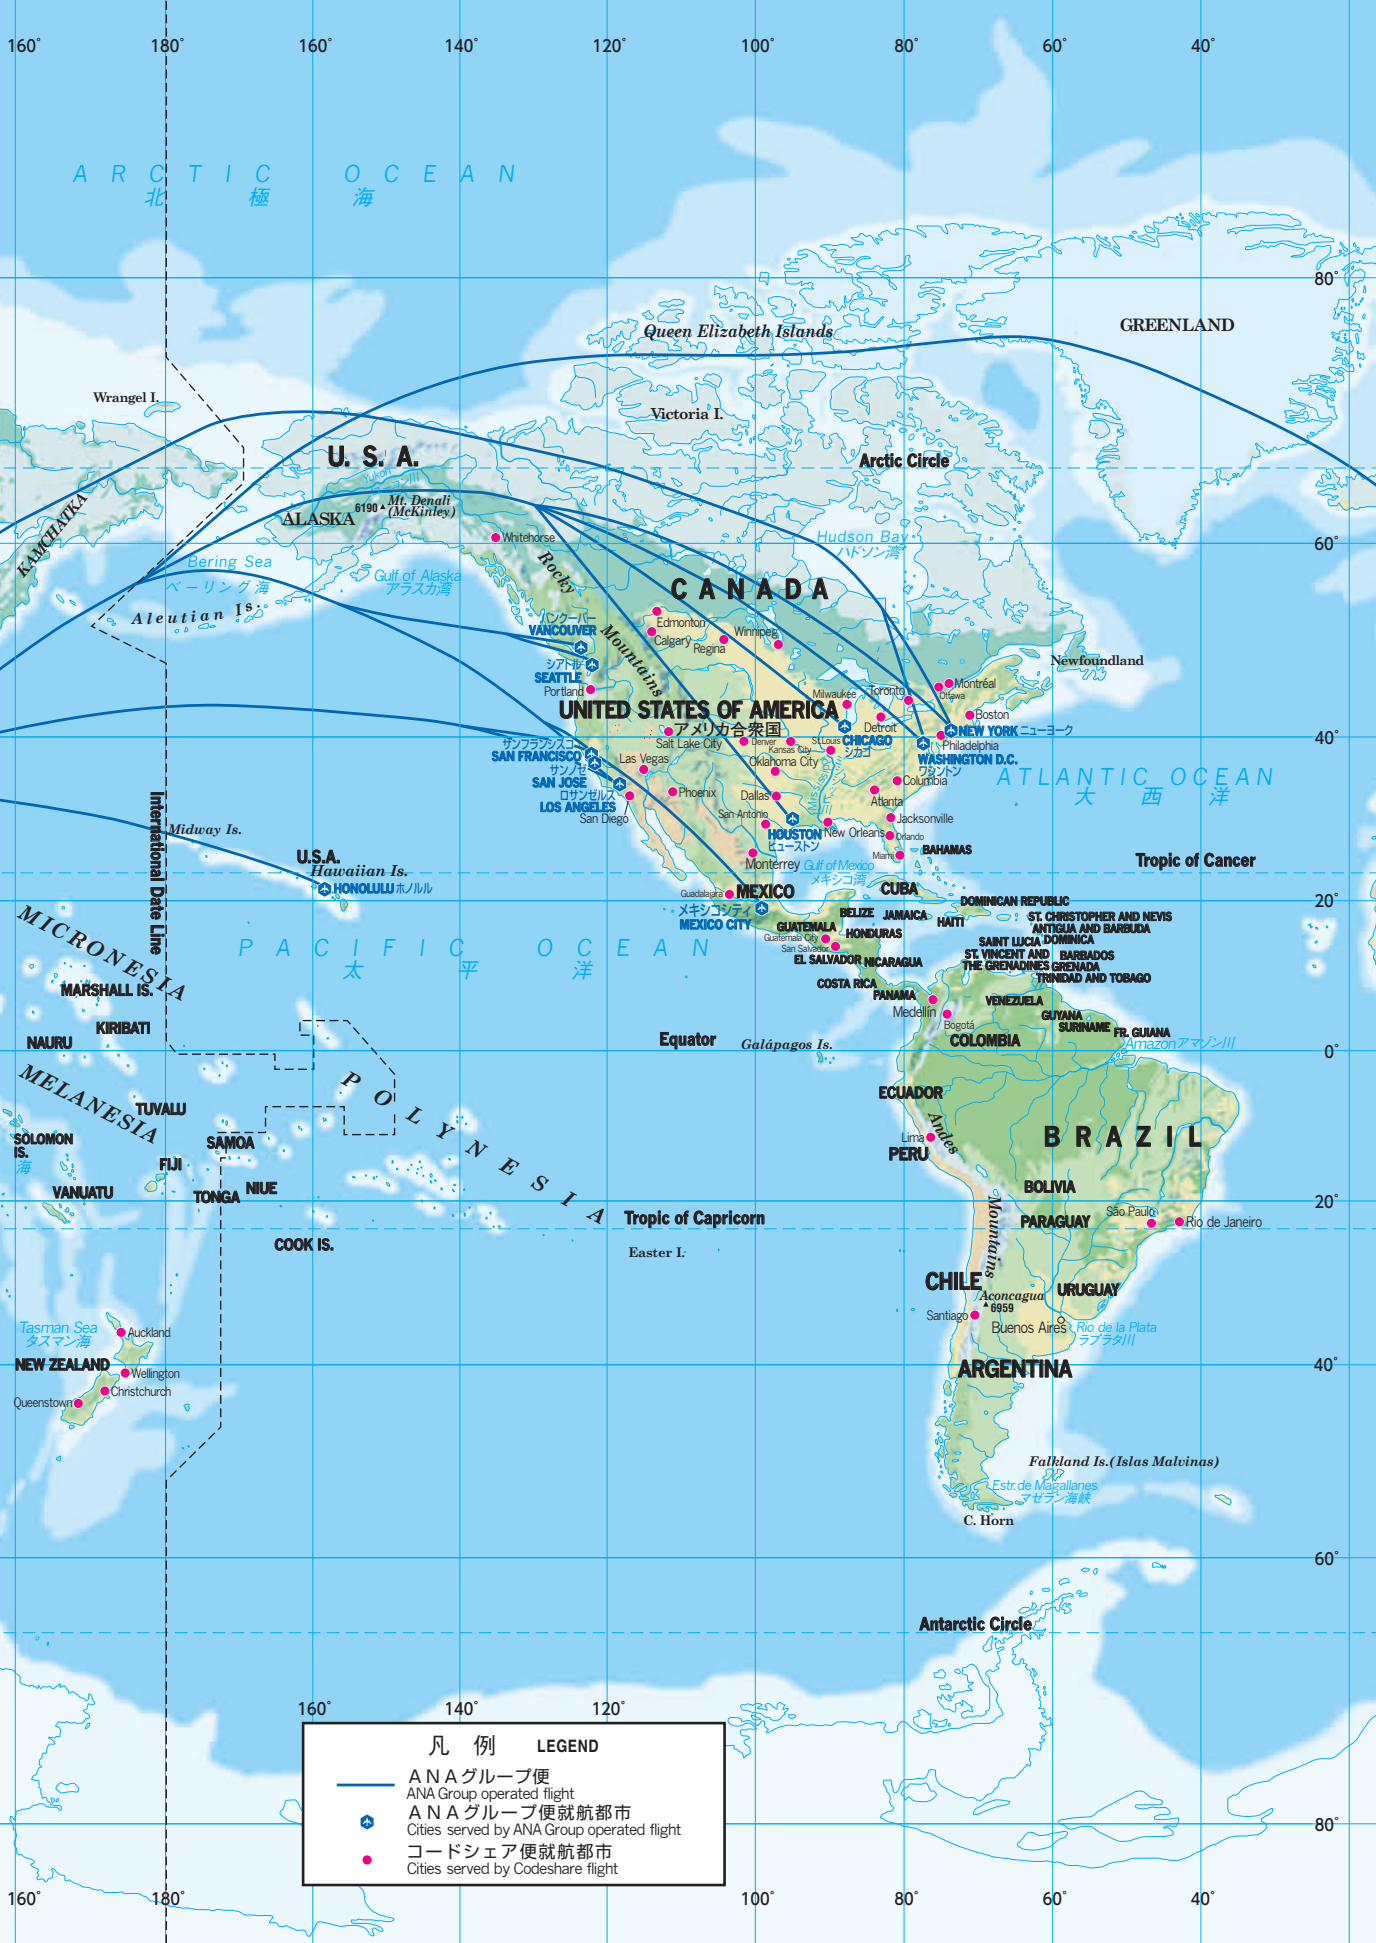 160° 180° 160° 140° 120° 100° 80° 60° 40°
ARCTIC OCEAN
北極海
80°
Queen Elizabeth Islands
GREENLAND
Wrangel I.
Victoria I.
U.S.A.
Arctic Circle
Yukon
6190 Mt. Denali
(McKinley)
ALASKA
KAMCHATKA
Whitehorse
Hudson Bay
ハドソン湾
60°
Bering Sea
ベーリング海
Gulf of Alaska
アラスカ湾
Rocky
Mountains
CANADA
Aleutian Is.
バンクーバー
VANCOUVER
Edmonton
Calgary
Regina
Winnipeg
シアトル
SEATTLE
Portland
Newfoundland
Milwaukee
Toronto
Montréal
Ottawa
UNITED STATES OF AMERICA
アメリカ合衆国
Boston
Detroit
NEW YORK ニューヨーク
サンフランシスコ
SAN FRANCISCO
Salt Lake City
Denver
Kansas City
St.Louis
CHICAGO
シカゴ
Philadelphia
40°
WASHINGTON D.C.
ワシントン
サンノゼ
SAN JOSE
Las Vegas
Oklahoma City
ロサンゼルス
LOS ANGELES
San Diego
Phoenix
Dallas
Mississippi
Columbia
Atlanta
ATLANTIC OCEAN
大西洋
San Antonio
HOUSTON
ヒューストン
New Orleans
Jacksonville
Orlando
Miami
BAHAMAS
International Date Line
Midway Is.
U.S.A.
Hawaiian Is.
HONOLULU ホノルル
Monterrey
Gulf of Mexico
メキシコ湾
Tropic of Cancer
Guadalajara
MEXICO
CUBA
メキシコシティ
MEXICO CITY
20°
DOMINICAN REPUBLIC
BELIZE
JAMAICA
HAITI
ST. CHRISTOPHER AND NEVIS
ANTIGUA AND BARBUDA
GUATEMALA
HONDURAS
Guatemala City
San Salvador
SAINT LUCIA
DOMINICA
EL SALVADOR
NICARAGUA
ST. VINCENT AND
THE GRENADINES
BARBADOS
GRENADA
TRINIDAD AND TOBAGO
COSTA RICA
PANAMA
MICRONESIA
PACIFIC OCEAN
太平洋
MARSHALL IS.
KIRIBATI
NAURU
Medellín
VENEZUELA
GUYANA
SURINAME
FR. GUIANA
Bogotá
COLOMBIA
Amazon アマゾン川
Equator
Galápagos Is.
0°
MELANESIA
POLYNESIA
ECUADOR
TUVALU
SOLOMON
IS.
海
SAMOA
Andes
Mountains
Lima
PERU
BRAZIL
FIJI
VANUATU
TONGA
NIUE
BOLIVIA
20°
Tropic of Capricorn
PARAGUAY
São Paulo
Rio de Janeiro
COOK IS.
Easter I.
CHILE
Aconcagua
6959
URUGUAY
Santiago
Buenos Aires
Rio de la Plata
ラプラタ川
Tasman Sea
タスマン海
Auckland
NEW ZEALAND
Wellington
Christchurch
Queenstown
ARGENTINA
40°
Falkland Is.(Islas Malvinas)
Estr.de Magallanes
マゼラン海峡
C. Horn
60°
Antarctic Circle
160° 140° 120°
凡例 LEGEND
ANAグループ便
ANA Group operated flight
ANAグループ便就航都市
Cities served by ANA Group operated flight
コードシェア便就航都市
Cities served by Codeshare flight
80°
160° 180° 100° 80° 60° 40°